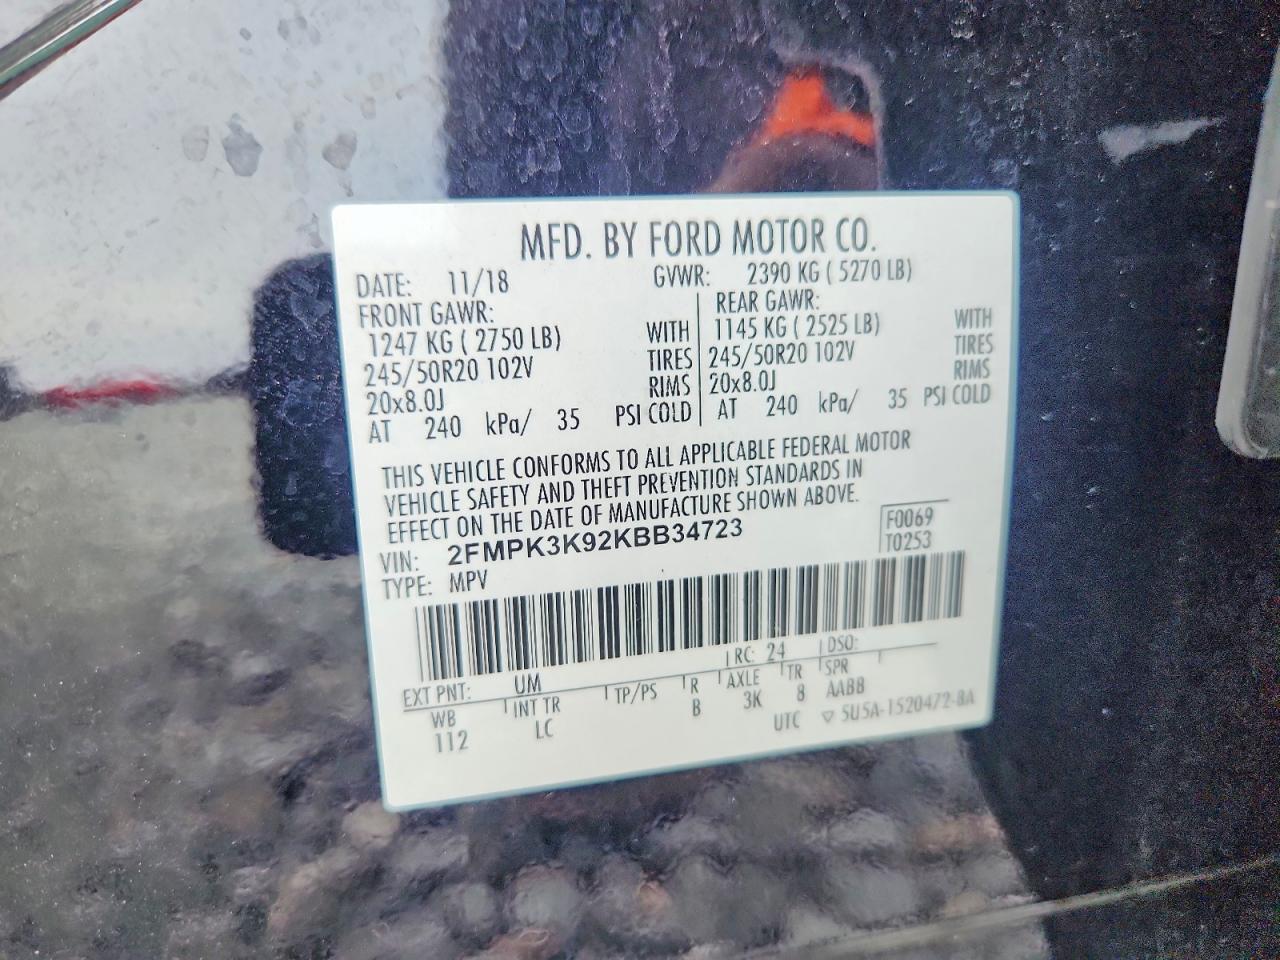 MFD. BY FORD MOTOR CO.
DATE: 11/18 GVWR: 2390 KG ( 5270 LB)
FRONT GAWR:
1247 KG ( 2750 LB) WITH
245/50R20 102V TIRES
20x8.0J RIMS
AT 240 kPa/ 35 PSI COLD
REAR GAWR:
1145 KG ( 2525 LB) WITH
245/50R20 102V TIRES
20x8.0J RIMS
AT 240 kPa/ 35 PSI COLD
THIS VEHICLE CONFORMS TO ALL APPLICABLE FEDERAL MOTOR
VEHICLE SAFETY AND THEFT PREVENTION STANDARDS IN
EFFECT ON THE DATE OF MANUFACTURE SHOWN ABOVE.
VIN: 2FMPK3K92KBB34723
TYPE: MPV
F0069
T0253
EXT PNT: UM RC: 24 DSO:
WB INT TR TP/PS R AXLE TR SPR
112 LC B 3K 8 AABB
UTC ▽ 5U5A-1520472-BA